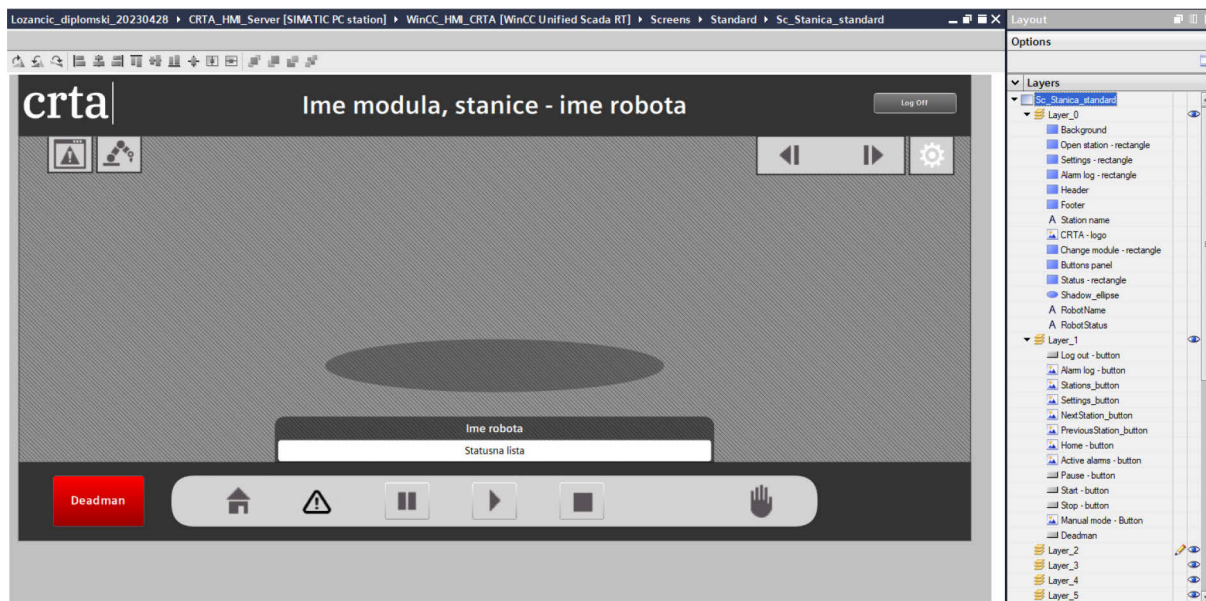 Lozancic_diplomski_20230428 ▸ CRTA_HMI_Server [SIMATIC PC station] ▸ WinCC_HMI_CRTA [WinCC Unified Scada RT] ▸ Screens ▸ Standard ▸ Sc_Stanica_standard
Layout
Options
Layers
crta
Ime modula, stanice - ime robota
Log Off
Ime robota
Statusna lista
Deadman
Sc_Stanica_standard
Layer_0
Background
Open station - rectangle
Settings - rectangle
Alarm log - rectangle
Header
Footer
A Station name
CRTA - logo
Change module - rectangle
Buttons panel
Status - rectangle
Shadow_ellipse
A RobotName
A RobotStatus
Layer_1
Log out - button
Alarm log - button
Stations_button
Settings_button
NextStation_button
PreviousStation_button
Home - button
Active alarms - button
Pause - button
Start - button
Stop - button
Manual mode - Button
Deadman
Layer_2
Layer_3
Layer_4
Layer_5